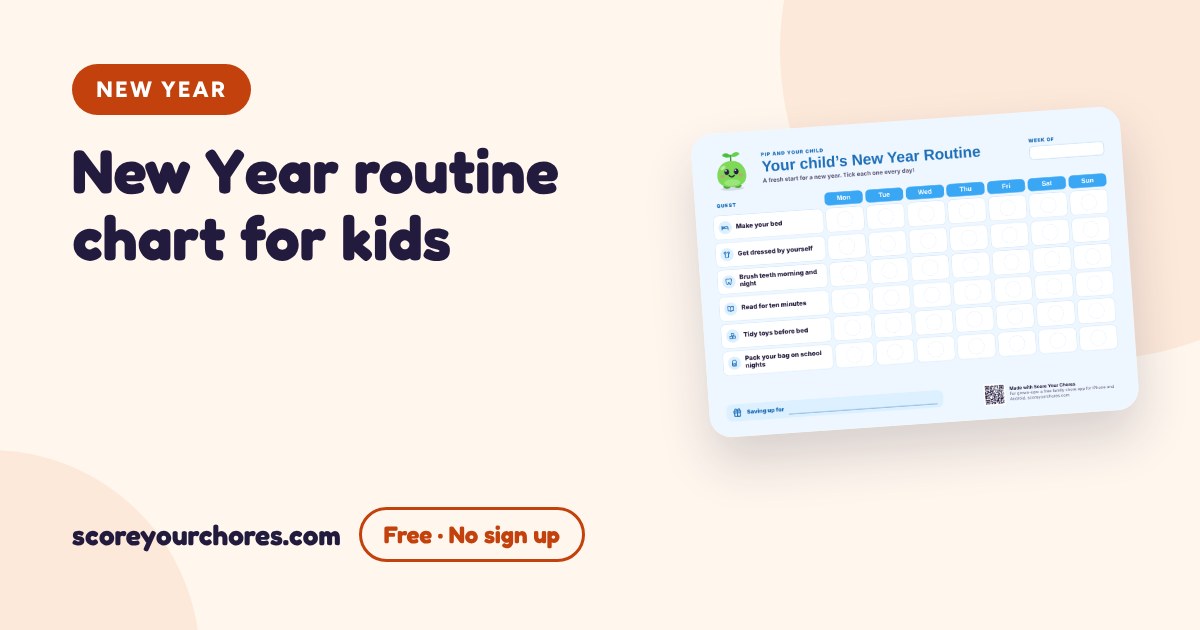 NEW YEAR
New Year routine
chart for kids
PIP AND YOUR CHILD
Your child's New Year Routine
A fresh start for a new year. Tick each one every day!
WEEK OF
QUEST
Mon Tue Wed Thu Fri Sat Sun
Make your bed
Get dressed by yourself
Brush teeth morning and
night
Read for ten minutes
Tidy toys before bed
Pack your bag on school
nights
Saving up for
Made with Score Your Chores
scoreyourchores.com
Free · No sign up